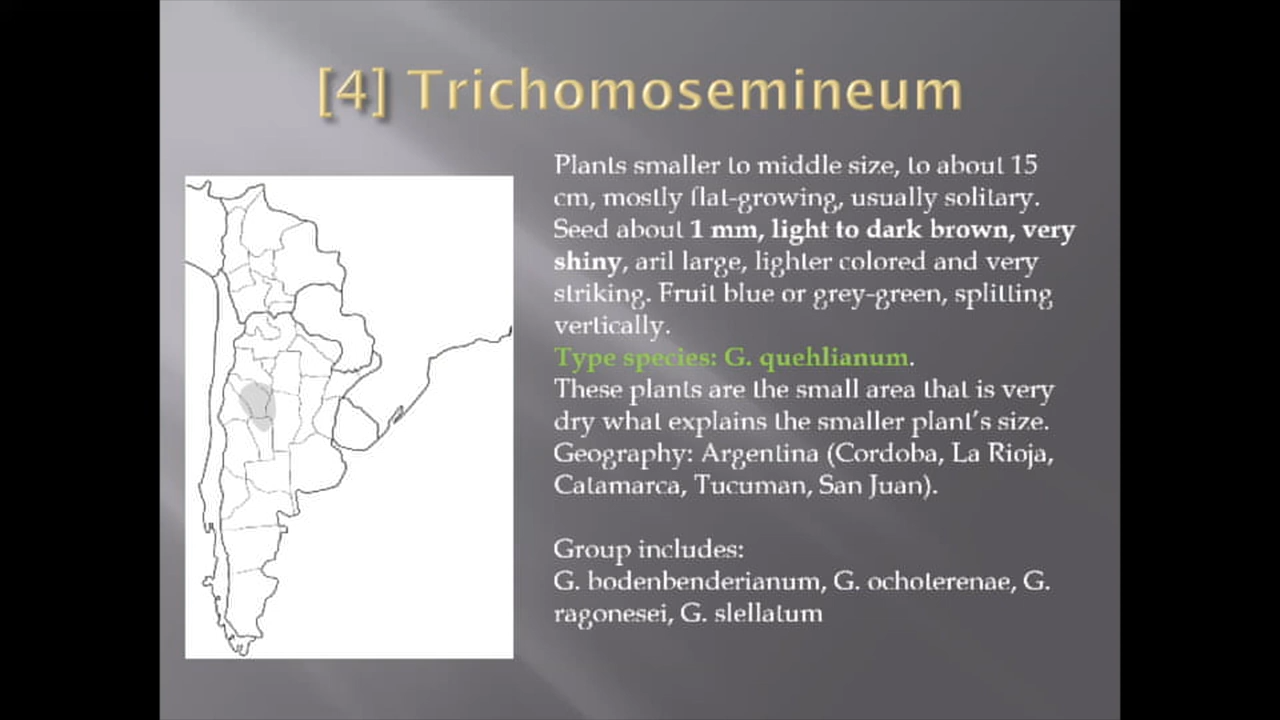 [4] Trichomosemineum
Plants smaller to middle size, to about 15
cm, mostly flat-growing, usually solitary.
Seed about 1 mm, light to dark brown, very
shiny, aril large, lighter colored and very
striking. Fruit blue or grey-green, splitting
vertically.
Type species: G. quehlianum.
These plants are the small area that is very
dry what explains the smaller plant's size.
Geography: Argentina (Cordoba, La Rioja,
Catamarca, Tucuman, San Juan).
Group includes:
G. bodenbenderianum, G. ochoterenae, G.
ragonesei, G. stellatum